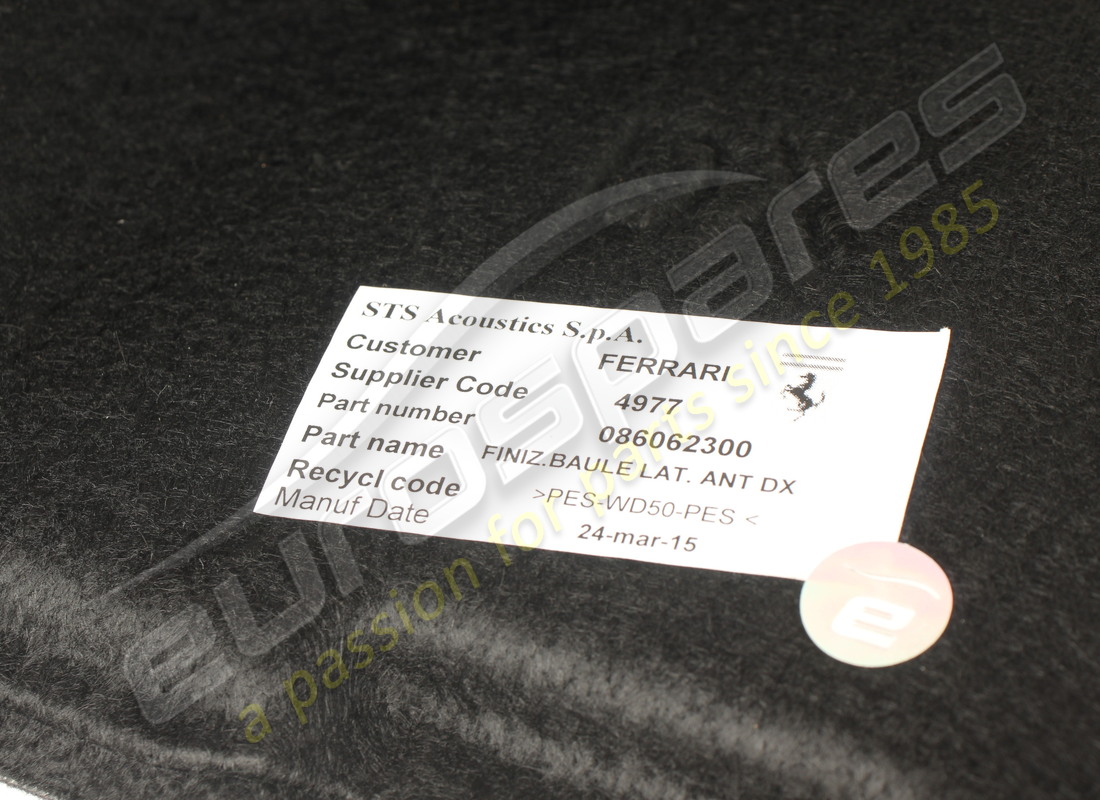 STS Acoustics S.p.A.
Customer FERRARI
Supplier Code 4977
Part number 086062300
Part name FINIZ.BAULE LAT. ANT DX
Recycl code >PES-WD50-PES <
Manuf Date 24-mar-15
e
eurospares
a passion for parts since 1985